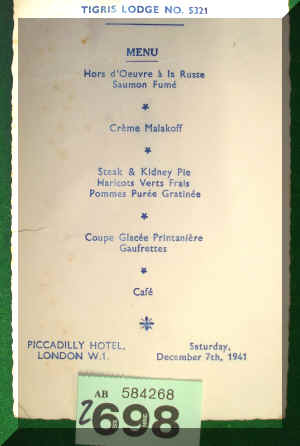 TIGRIS LODGE NO. 5321
MENU
Hors d'Oeuvre à la Russe
Saumon Fumé
Crème Malakoff
Steak & Kidney Pie
Haricots Verts Frais
Pommes Purée Gratinée
Coupe Glacée Printanière
Gaufrettes
Café
PICCADILLY HOTEL, Saturday,
LONDON W.1. December 7th, 1941
AB 584268
2698